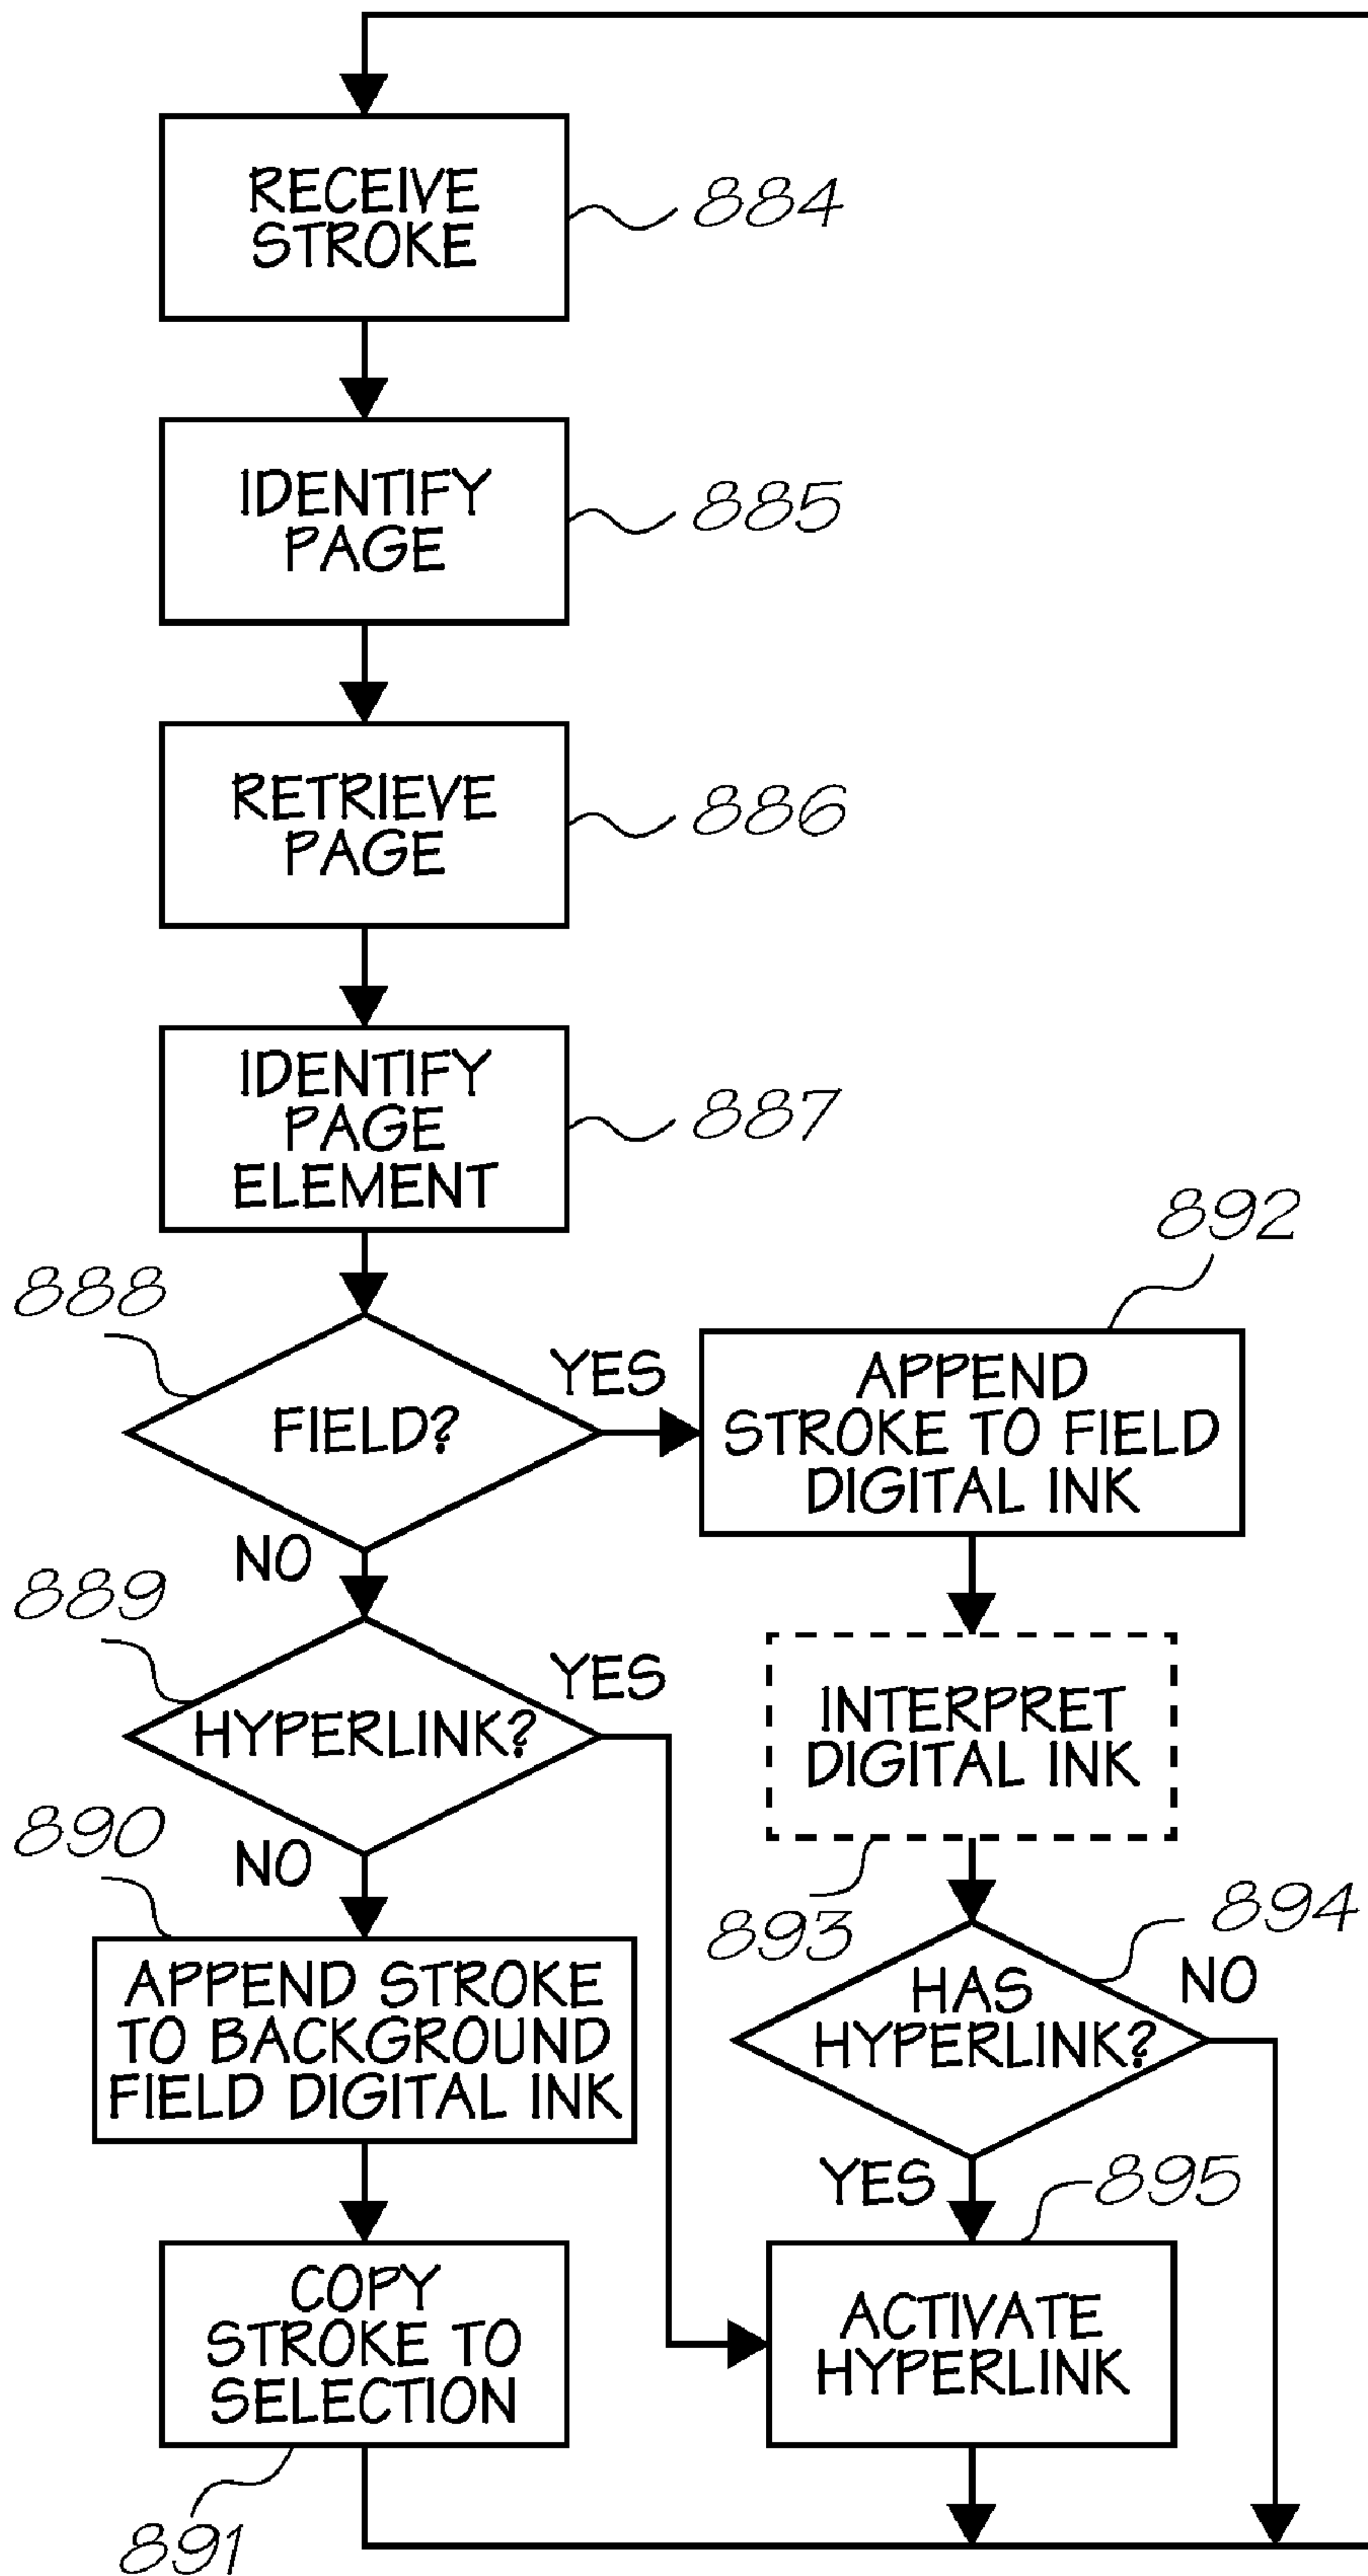 RECEIVE
STROKE
884
IDENTIFY
PAGE
885
RETRIEVE
PAGE
886
IDENTIFY
PAGE
ELEMENT
887
888
FIELD?
YES
NO
892
APPEND
STROKE TO FIELD
DIGITAL INK
889
HYPERLINK?
YES
NO
INTERPRET
DIGITAL INK
893
890
APPEND STROKE
TO BACKGROUND
FIELD DIGITAL INK
894
HAS
HYPERLINK?
NO
YES
895
COPY
STROKE TO
SELECTION
891
ACTIVATE
HYPERLINK